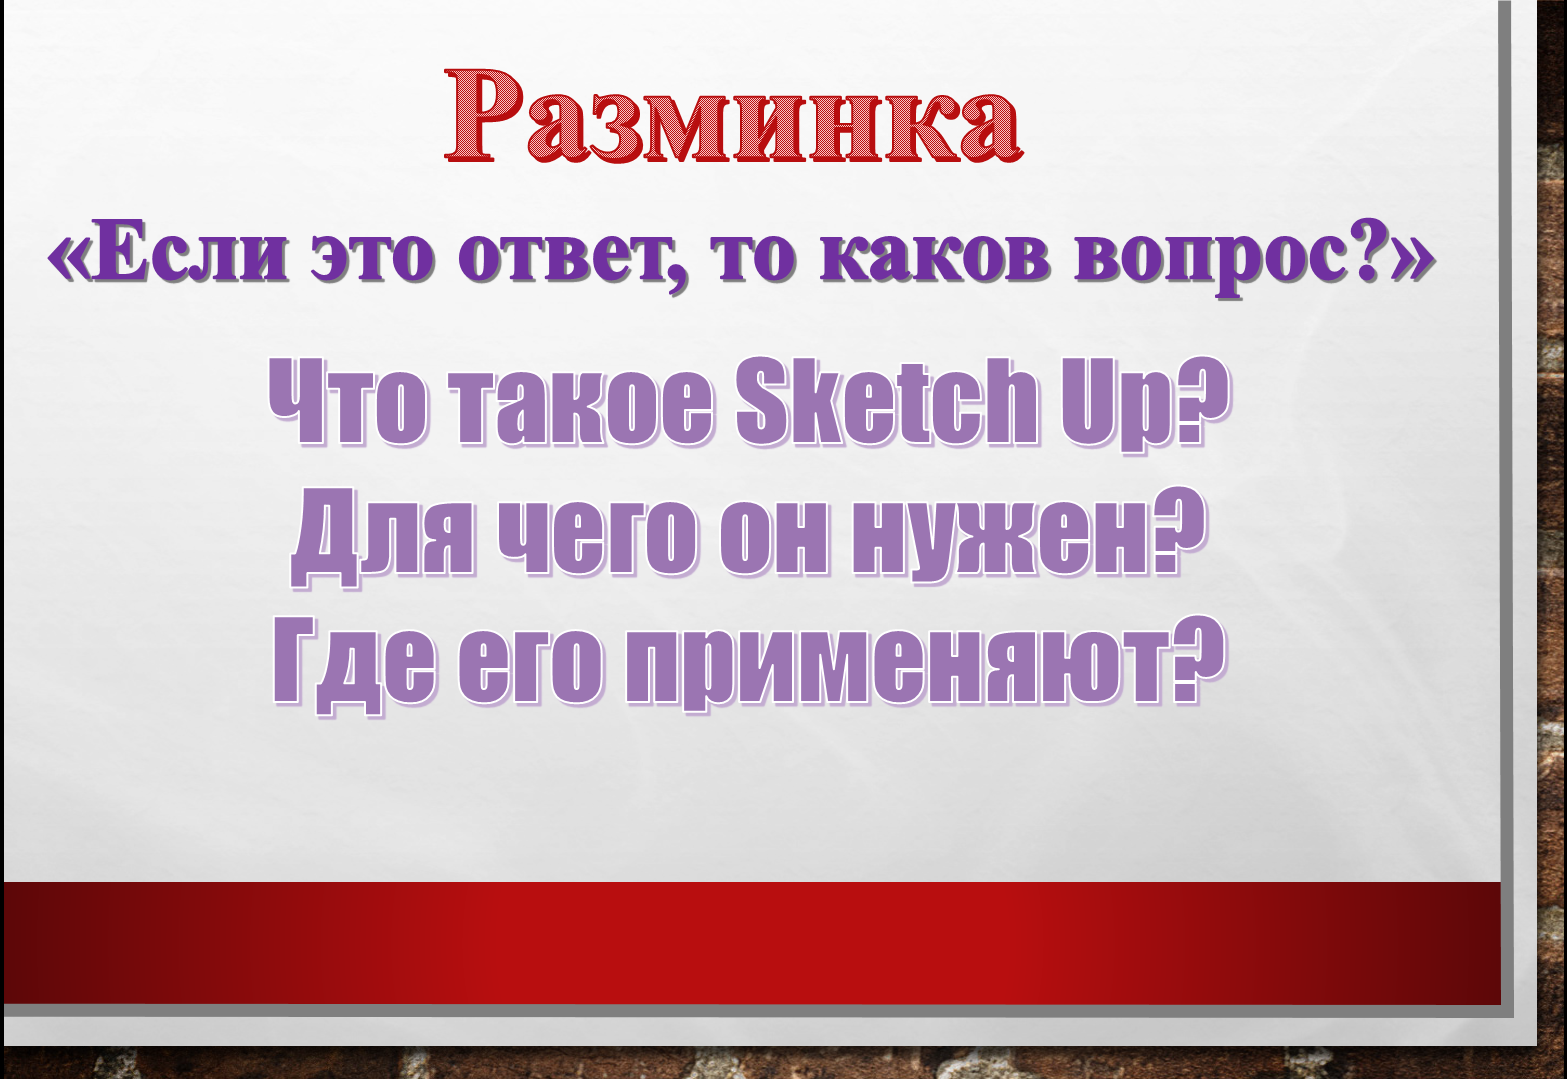 Разминка
«Если это ответ, то каков вопрос?»
Что такое Sketch Up?
Для чего он нужен?
Где его применяют?